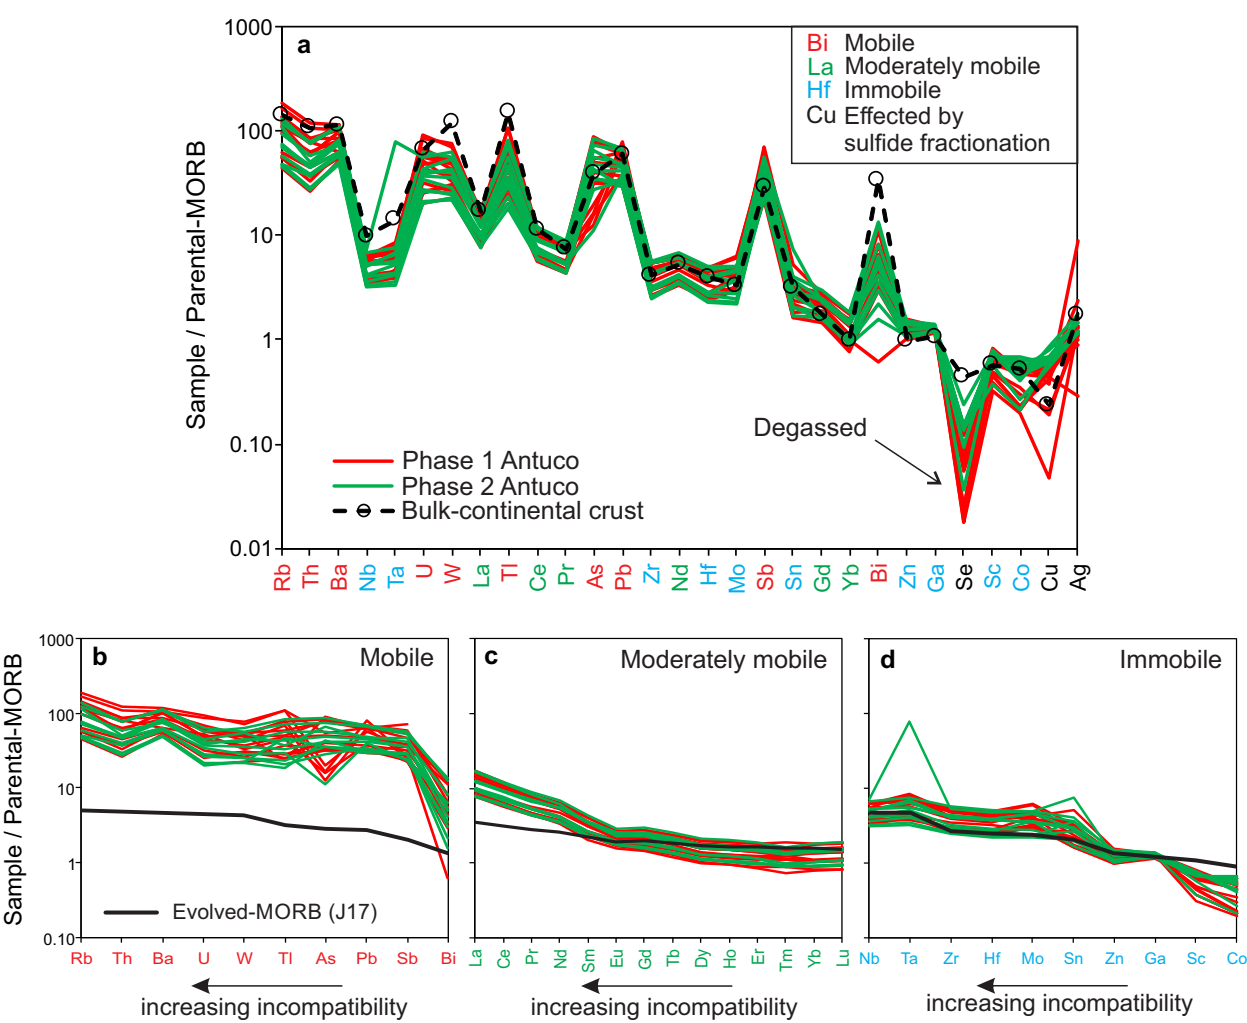 a
1000
100
10
1
0.10
0.01
Sample / Parental-MORB
Bi Mobile
La Moderately mobile
Hf Immobile
Cu Effected by
sulfide fractionation
Degassed
Phase 1 Antuco
Phase 2 Antuco
Bulk-continental crust
Rb Th Ba Nb Ta U W La Tl Ce Pr As Pb Zr Nd Hf Mo Sb Sn Gd Yb Bi Zn Ga Se Sc Co Cu Ag
b Mobile
1000
100
10
1
0.10
Sample / Parental-MORB
Evolved-MORB (J17)
Rb Th Ba U W Tl As Pb Sb Bi
increasing incompatibility
c Moderately mobile
La Ce Pr Nd Sm Eu Gd Tb Dy Ho Er Tm Yb Lu
increasing incompatibility
d Immobile
Nb Ta Zr Hf Mo Sn Zn Ga Sc Co
increasing incompatibility